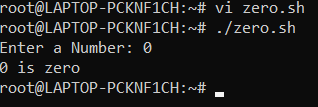 root@LAPTOP-PCKNF1CH:~# vi zero.sh
root@LAPTOP-PCKNF1CH:~# ./zero.sh
Enter a Number: 0
0 is zero
root@LAPTOP-PCKNF1CH:~#